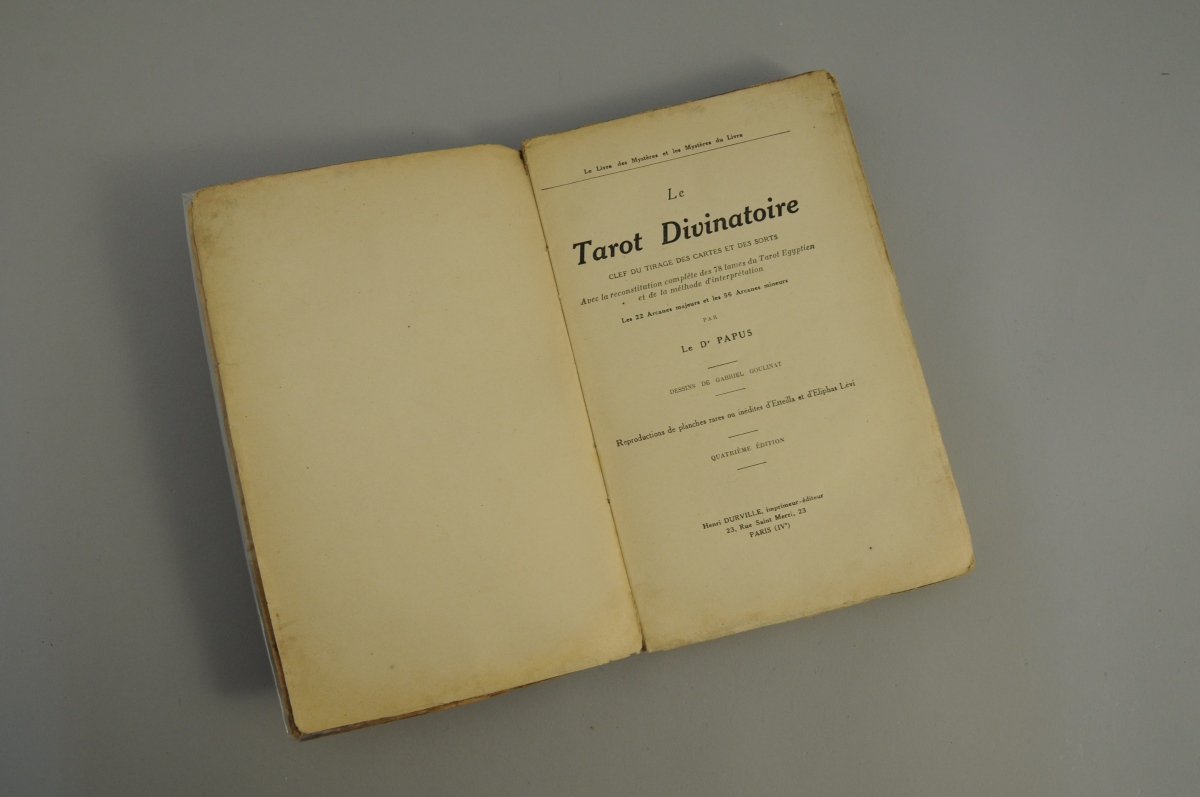 Le Livre des Mystères et les Mystères du Livre
Le
Tarot Divinatoire
CLEF DU TIRAGE DES CARTES ET DES SORTS
Avec la reconstitution complète des 78 lames du Tarot Egyptien
et de la méthode d'interprétation
Les 22 Arcanes majeurs et les 56 Arcanes mineurs
PAR
Le Dr PAPUS
DESSINS DE GABRIEL GOULINAT
Reproductions de planches rares ou inédites d'Etteilla et d'Eliphas Lévi
QUATRIÈME ÉDITION
Henri DURVILLE, imprimeur-éditeur
23, Rue Saint Merri, 23
PARIS (IVe)